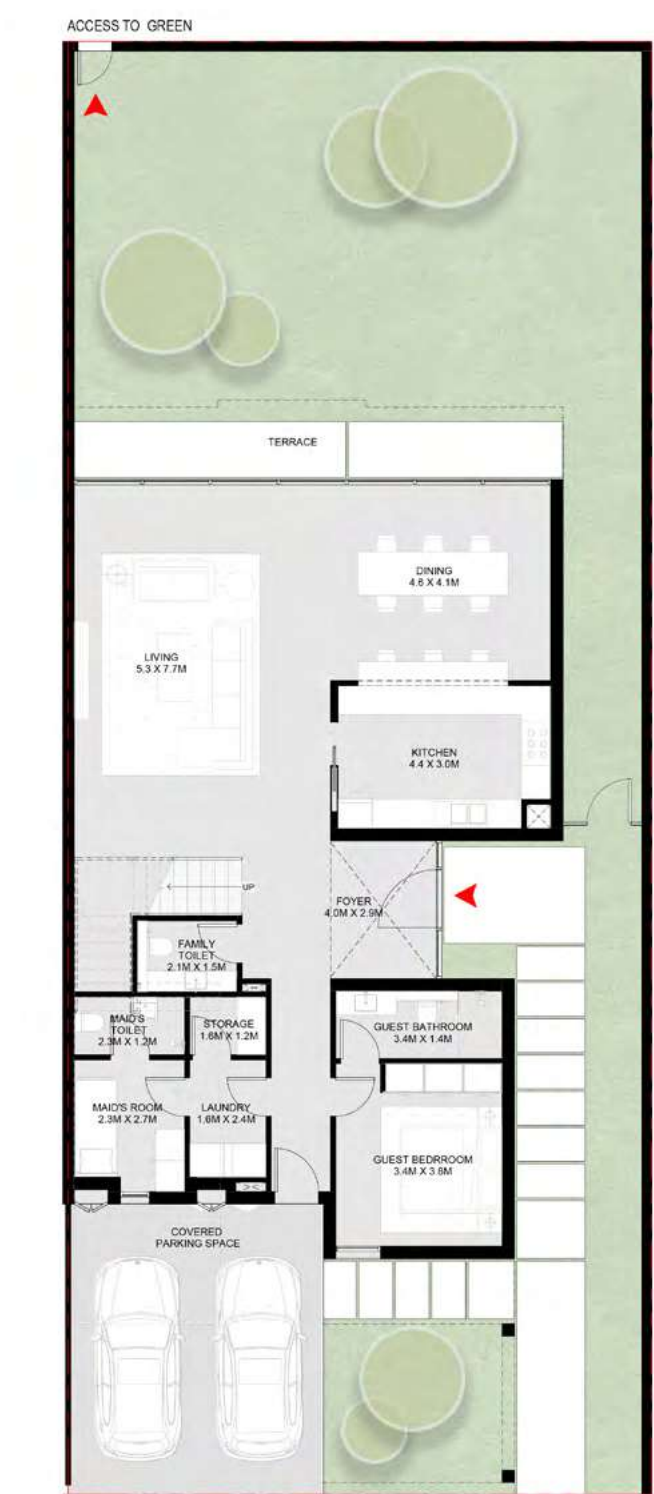 ACCESS TO GREEN
TERRACE
DINING
4.6 X 4.1M
LIVING
5.3 X 7.7M
KITCHEN
4.4 X 3.0M
UP
FOYER
4.0M X 2.9M
FAMILY
TOILET
2.1M X 1.5M
MAID'S
TOILET
2.3M X 1.2M
STORAGE
1.6M X 1.2M
GUEST BATHROOM
3.4M X 1.4M
MAID'S ROOM
2.3M X 2.7M
LAUNDRY
1.6M X 2.4M
GUEST BEDRROOM
3.4M X 3.8M
COVERED
PARKING SPACE